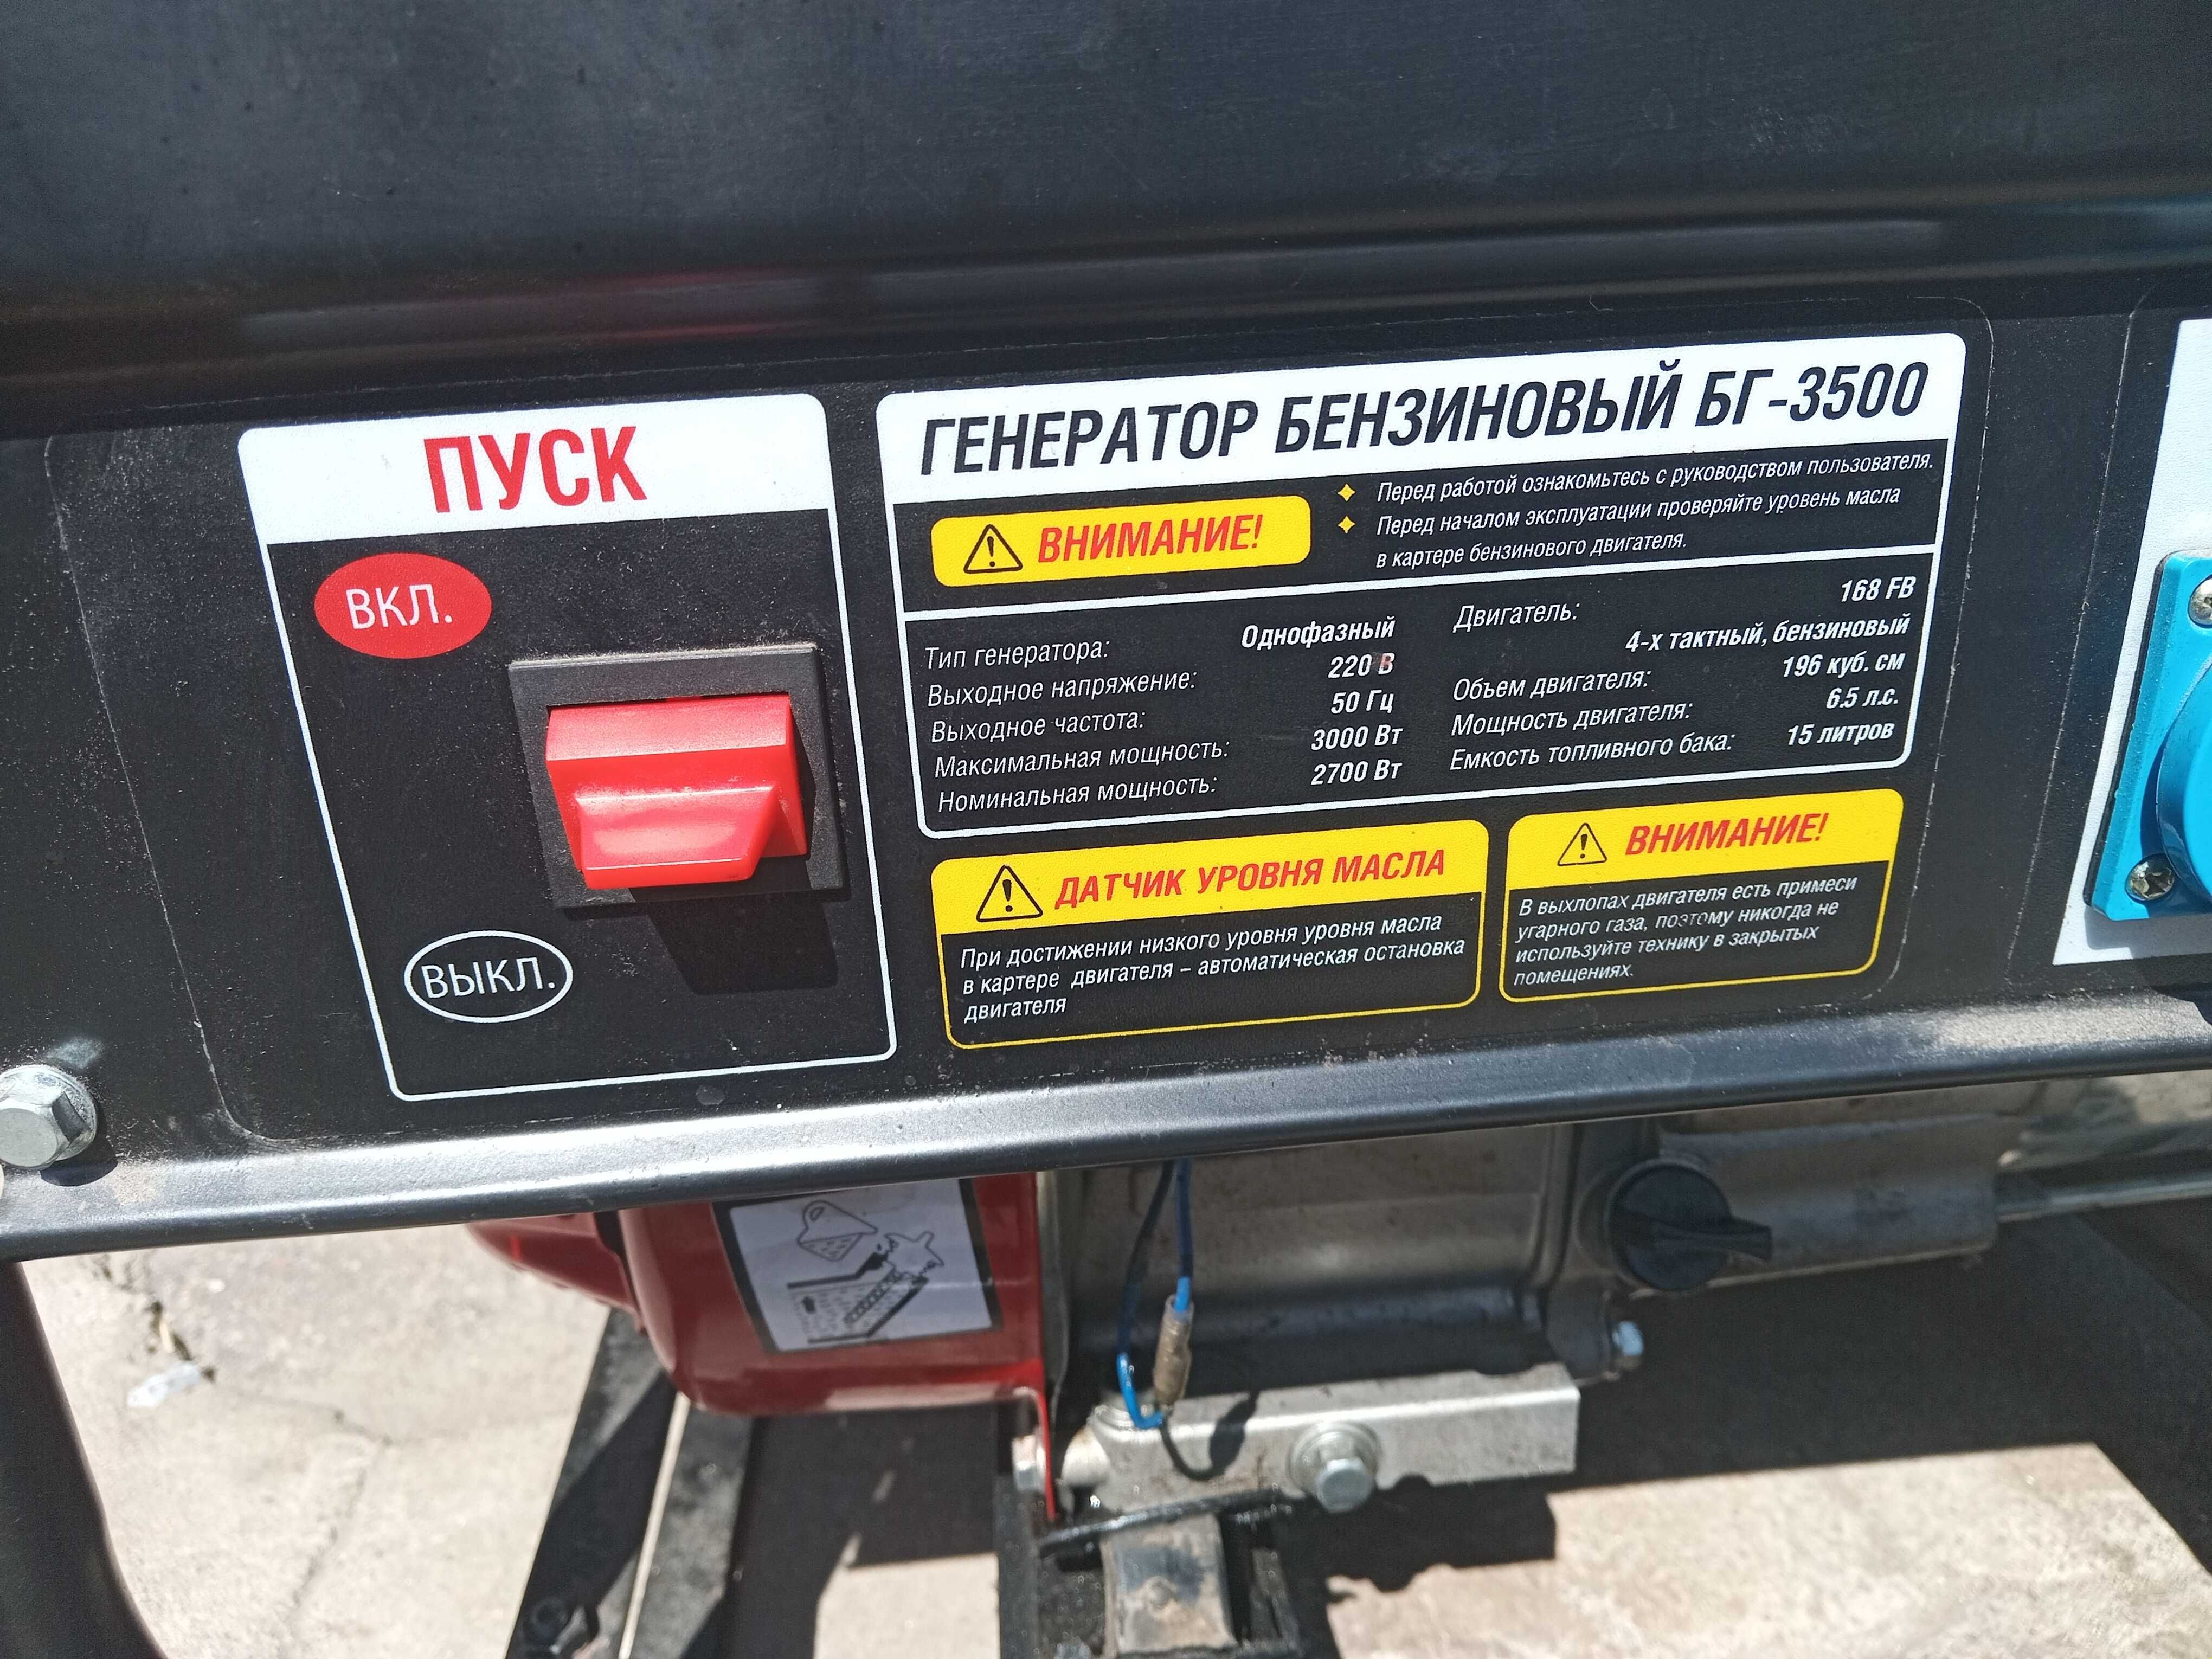 ПУСК
ВКЛ.
ВЫКЛ.
ГЕНЕРАТОР БЕНЗИНОВЫЙ БГ-3500
ВНИМАНИЕ!
Перед работой ознакомьтесь с руководством пользователя.
Перед началом эксплуатации проверяйте уровень масла
в картере бензинового двигателя.
Тип генератора: Однофазный
Выходное напряжение: 220 В
Выходное частота: 50 Гц
Максимальная мощность: 3000 Вт
Номинальная мощность: 2700 Вт
Двигатель: 168 FB
4-х тактный, бензиновый
Объем двигателя: 196 куб. см
Мощность двигателя: 6.5 л.с.
Емкость топливного бака: 15 литров
ДАТЧИК УРОВНЯ МАСЛА
При достижении низкого уровня уровня масла
в картере двигателя – автоматическая остановка
двигателя
ВНИМАНИЕ!
В выхлопах двигателя есть примеси
угарного газа, поэтому никогда не
используйте технику в закрытых
помещениях.